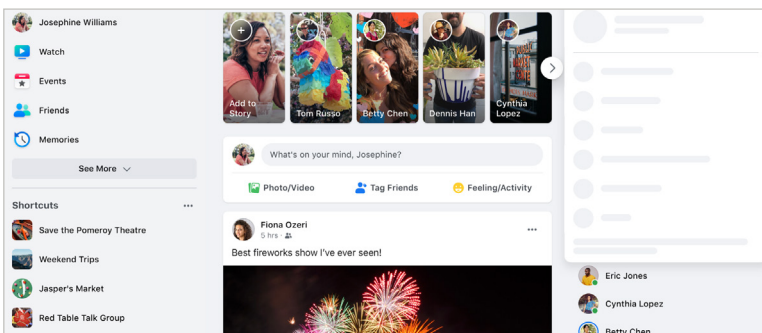 Josephine Williams
Watch
Events
Friends
Memories
See More
Shortcuts
Save the Pomeroy Theatre
Weekend Trips
Jasper's Market
Red Table Talk Group
Add to
Story
Tom Russo
Betty Chen
Dennis Han
Cynthia
Lopez
What's on your mind, Josephine?
Photo/Video
Tag Friends
Feeling/Activity
Fiona Ozeri
5 hrs ·
Best fireworks show I've ever seen!
Eric Jones
Cynthia Lopez
Betty Chen